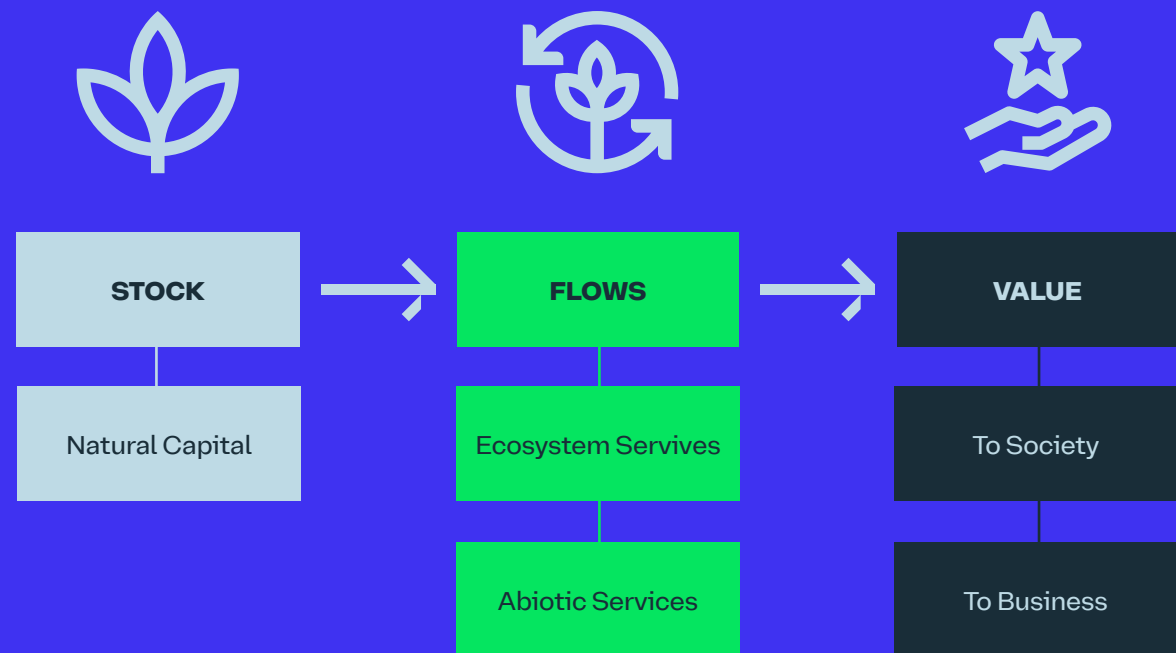 STOCK
FLOWS
VALUE
Natural Capital
Ecosystem Servives
To Society
Abiotic Services
To Business